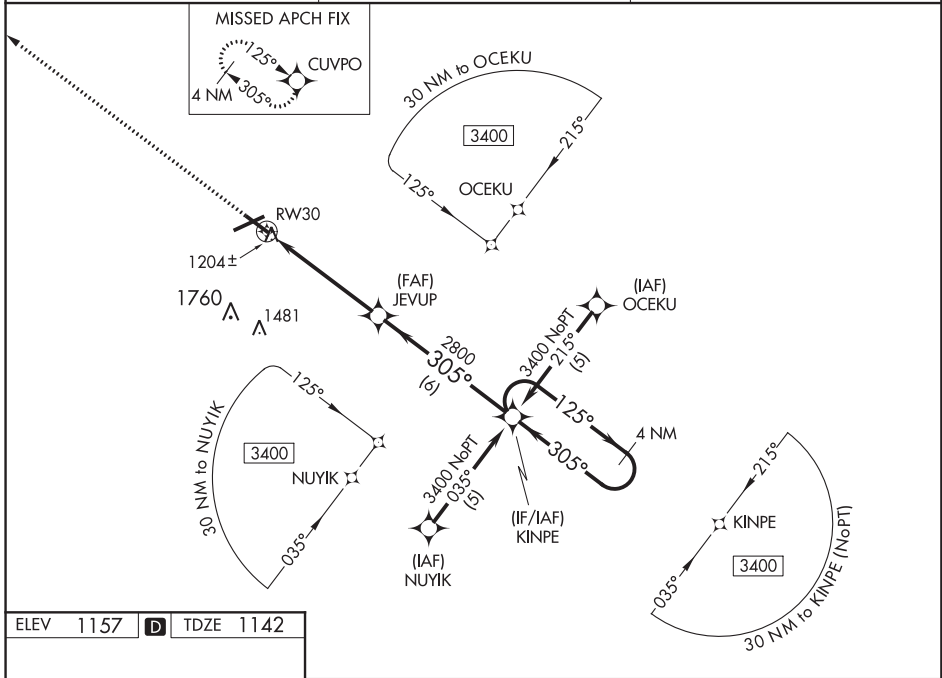 MISSED APCH FIX
125°
CUVPO
305°
4 NM
30 NM to OCEKU
3400
215°
125°
OCEKU
RW30
1204±
1760
1481
(FAF)
JEVUP
(IAF)
OCEKU
3400 NoPT
215°
(5)
2800
305°
(6)
125°
4 NM
305°
30 NM to NUYIK
125°
3400
NUYIK
035°
3400 NoPT
035°
(5)
(IF/IAF)
KINPE
(IAF)
NUYIK
215°
KINPE
035°
3400
30 NM to KINPE (NoPT)
ELEV 1157 D TDZE 1142